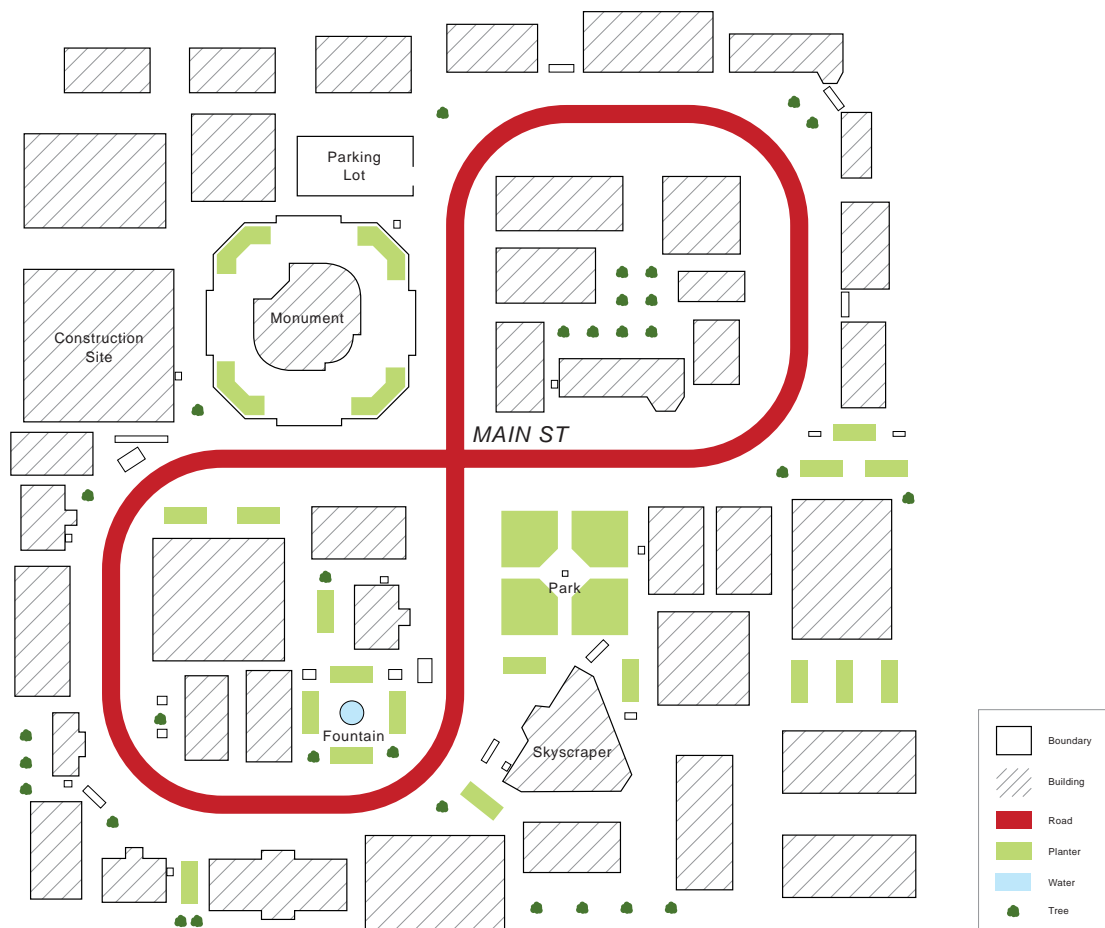 Parking
Lot
Monument
Construction
Site
MAIN ST
Park
Fountain
Skyscraper
Boundary
Building
Road
Planter
Water
Tree